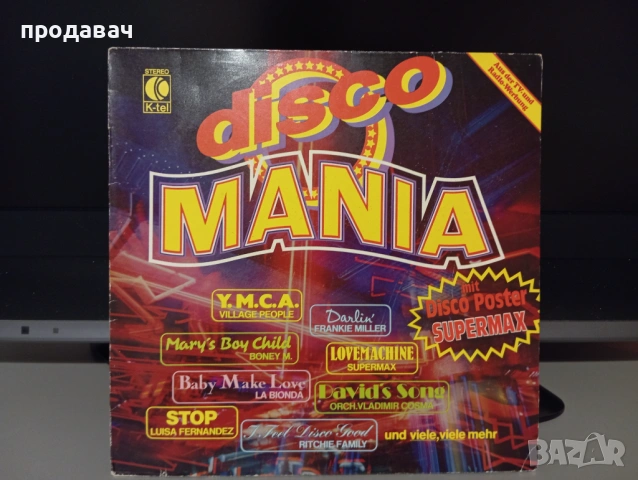 продавач
STEREO
K-tel
disco
MANIA
Aus der TV-und
Radio-Werbung
mit
Disco Poster
SUPERMAX
Y.M.C.A.
VILLAGE PEOPLE
Darlin'
FRANKIE MILLER
Mary's Boy Child
BONEY M.
LOVEMACHINE
SUPERMAX
Baby Make Love
LA BIONDA
David's Song
ORCH.VLADIMIR COSMA
STOP
LUISA FERNANDEZ
I Feel Disco Good
RITCHIE FAMILY
und viele,viele mehr
BAZAR
bg